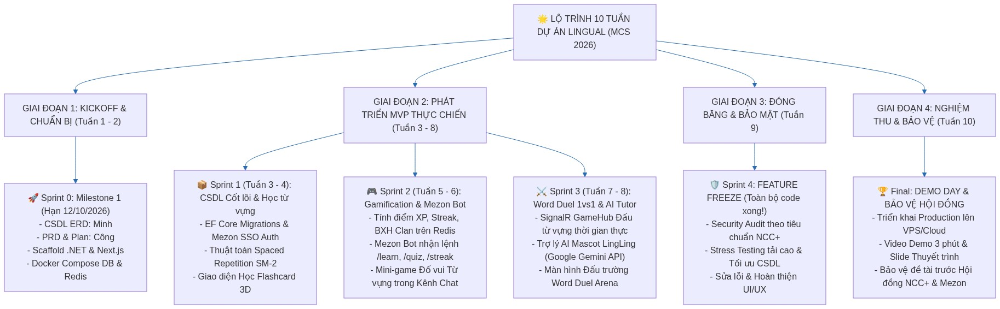 🌟 LỘ TRÌNH 10 TUẦN
DỰ ÁN LINGUAL (MCS
2026)
GIAI ĐOẠN 1: KICKOFF &
CHUẨN BỊ (Tuần 1 - 2)
GIAI ĐOẠN 2: PHÁT
TRIỂN MVP THỰC CHIẾN
(Tuần 3 - 8)
GIAI ĐOẠN 3: ĐÓNG
BĂNG & BẢO MẬT (Tuần
9)
GIAI ĐOẠN 4: NGHIỆM
THU & BẢO VỆ (Tuần 10)
🚀 Sprint 0: Milestone 1
(Hạn 12/10/2026)
- CSDL ERD: Minh
- PRD & Plan: Công
- Scaffold .NET & Next.js
- Docker Compose DB &
Redis
📦 Sprint 1 (Tuần 3 - 4):
CSDL Cốt lõi & Học từ
vựng
- EF Core Migrations &
Mezon SSO Auth
- Thuật toán Spaced
Repetition SM-2
- Giao diện Học Flashcard
3D
🎮 Sprint 2 (Tuần 5 - 6):
Gamification & Mezon Bot
- Tính điểm XP, Streak,
BXH Clan trên Redis
- Mezon Bot nhận lệnh
/learn, /quiz, /streak
- Mini-game Đố vui Từ
vựng trong Kênh Chat
⚔️ Sprint 3 (Tuần 7 - 8):
Word Duel 1vs1 & AI Tutor
- SignalR GameHub Đấu
từ vựng thời gian thực
- Trợ lý AI Mascot LingLing
(Google Gemini API)
- Màn hình Đấu trường
Word Duel Arena
🛡️ Sprint 4: FEATURE
FREEZE (Toàn bộ code
xong!)
- Security Audit theo tiêu
chuẩn NCC+
- Stress Testing tải cao &
Tối ưu CSDL
- Sửa lỗi & Hoàn thiện
UI/UX
🏆 Final: DEMO DAY &
BẢO VỆ HỘI ĐỒNG
- Triển khai Production lên
VPS/Cloud
- Video Demo 3 phút &
Slide Thuyết trình
- Bảo vệ đề tài trước Hội
đồng NCC+ & Mezon